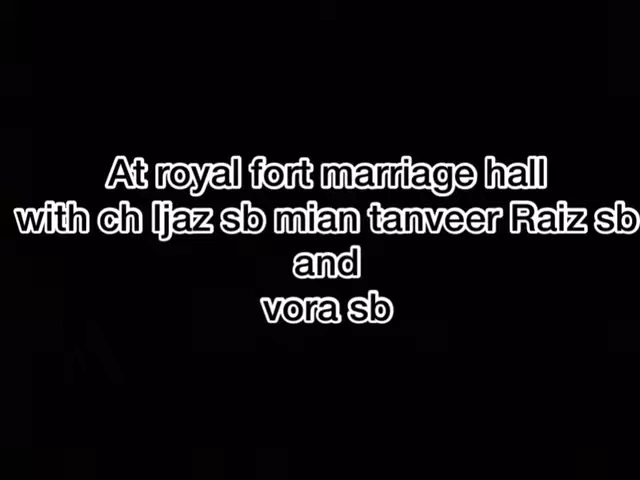 At royal fort marriage hall
with ch Ijaz sb mian tanveer Raiz sb
and
vora sb